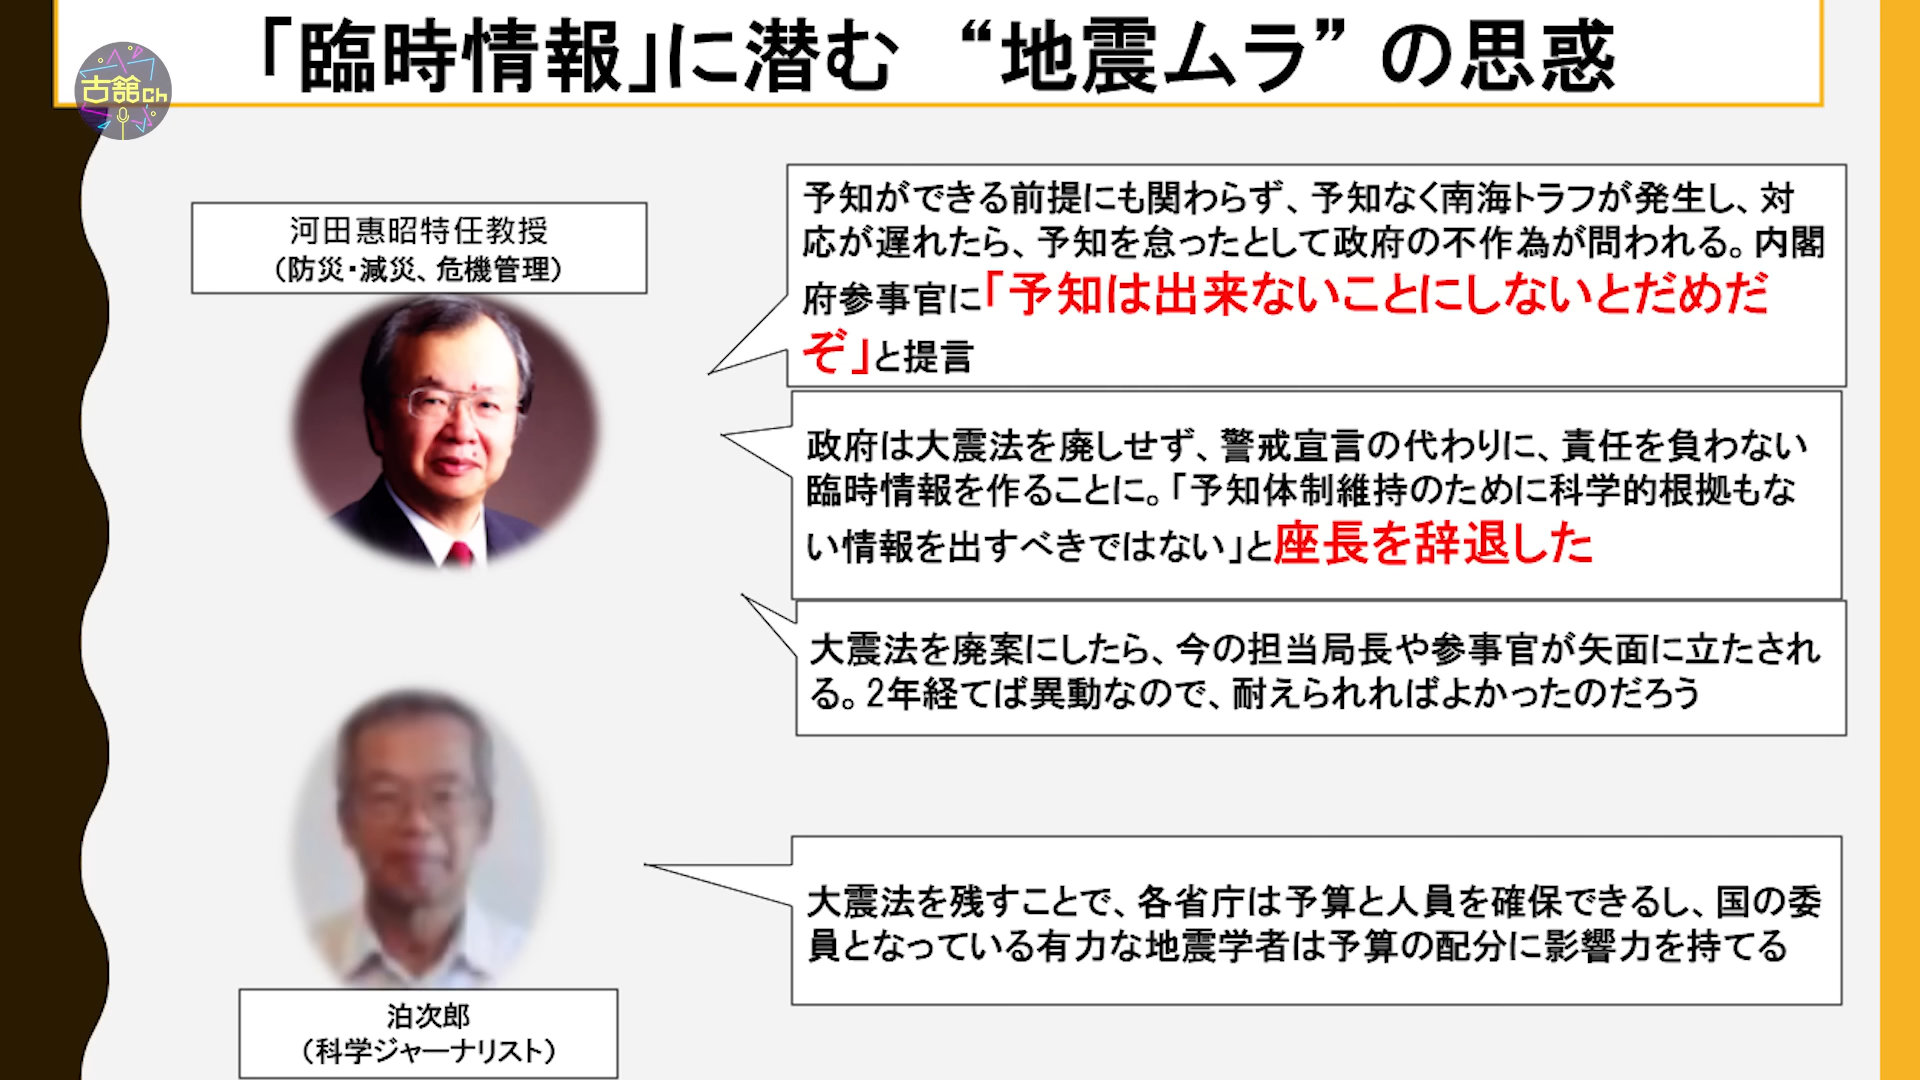 「臨時情報」に潜む “地震ムラ” の思惑
古舘ch
河田惠昭特任教授
（防災・減災、危機管理）
予知ができる前提にも関わらず、予知なく南海トラフが発生し、対
応が遅れたら、予知を怠ったとして政府の不作為が問われる。内閣
府参事官に「予知は出来ないことにしないとだめだ
ぞ」と提言
政府は大震法を廃しせず、警戒宣言の代わりに、責任を負わない
臨時情報を作ることに。「予知体制維持のために科学的根拠もな
い情報を出すべきではない」と座長を辞退した
大震法を廃案にしたら、今の担当局長や参事官が矢面に立たされ
る。2年経てば異動なので、耐えられればよかったのだろう
大震法を残すことで、各省庁は予算と人員を確保できるし、国の委
員となっている有力な地震学者は予算の配分に影響力を持てる
泊次郎
（科学ジャーナリスト）